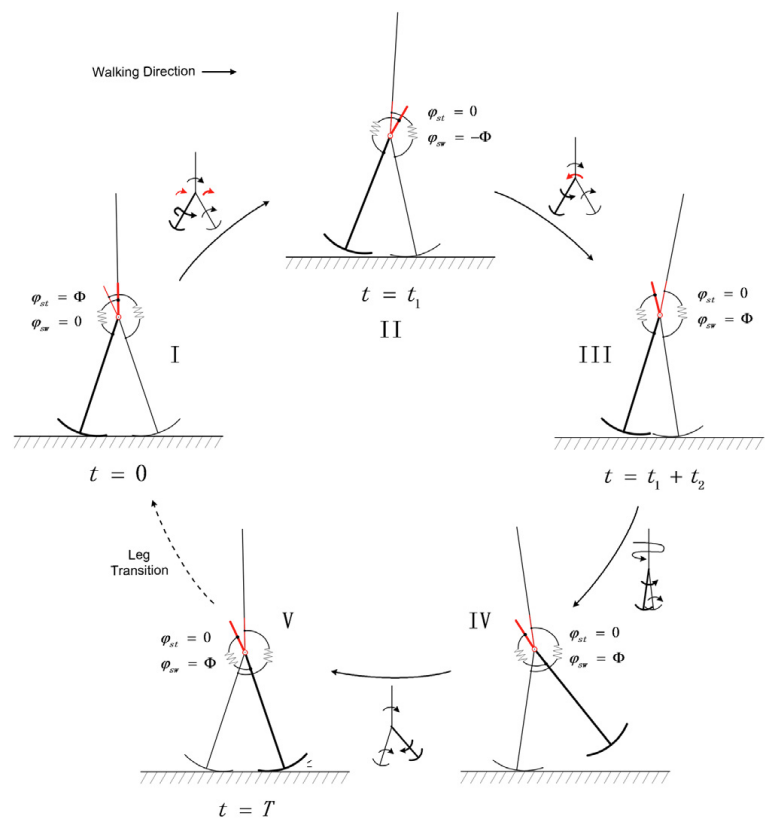 Walking Direction
φst = 0
φsw = −Φ
t = t1
II
φst = Φ
φsw = 0
I
t = 0
φst = 0
φsw = Φ
III
t = t1 + t2
Leg
Transition
V
φst = 0
φsw = Φ
t = T
IV
φst = 0
φsw = Φ